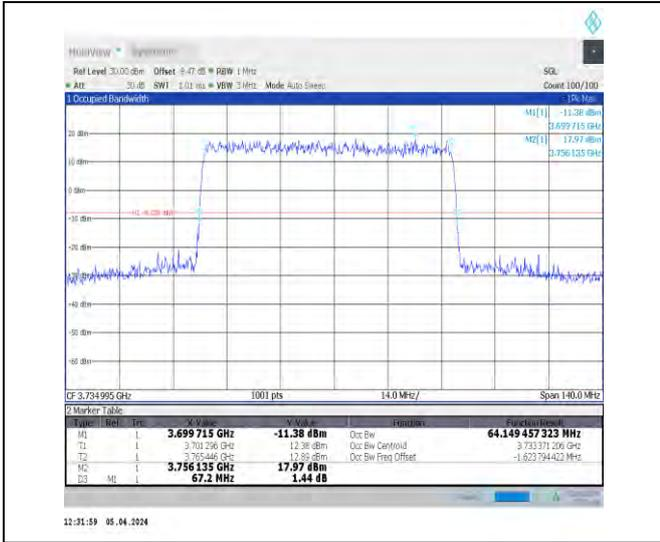 MultiView Spectrum
Ref Level 30.00 dBm Offset 9.47 dB RBW 1 MHz SGL
Att 30 dB SWT 1.01 ms VBW 3 MHz Mode Auto Sweep Count 100/100
1 Occupied Bandwidth 1Pk Max
M1[1] -11.38 dBm
3.699 715 GHz
M2[1] 17.97 dBm
3.756 135 GHz
20 dBm
10 dBm
0 dBm
-10 dBm
-20 dBm
-30 dBm
-40 dBm
-50 dBm
-60 dBm
CF 3.734995 GHz 1001 pts 14.0 MHz/ Span 140.0 MHz
2 Marker Table
Type Ref Trc X-Value Y-Value Function Function Result
M1 1 3.699 715 GHz -11.38 dBm Occ Bw 64.149 457 323 MHz
T1 1 3.701 296 GHz 12.38 dBm Occ Bw Centroid 3.733 371 206 GHz
T2 1 3.765 446 GHz 12.89 dBm Occ Bw Freq Offset -1.623 794 422 MHz
M2 1 3.756 135 GHz 17.97 dBm
D3 M1 1 67.2 MHz 1.44 dB
12:31:59 05.04.2024